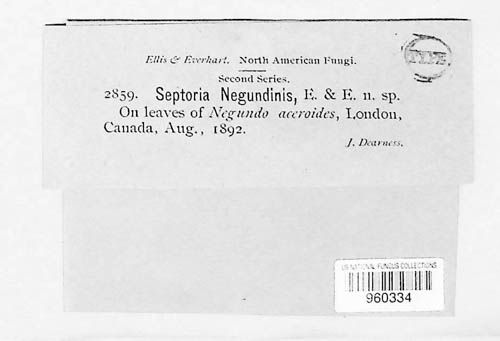 Ellis & Everhart. North American Fungi.
Second Series.
2859. Septoria Negundinis, E. & E. n. sp.
On leaves of Negundo aceroides, London,
Canada, Aug., 1892.
J. Dearness.
TYPE
US NATIONAL FUNGUS COLLECTIONS
960334